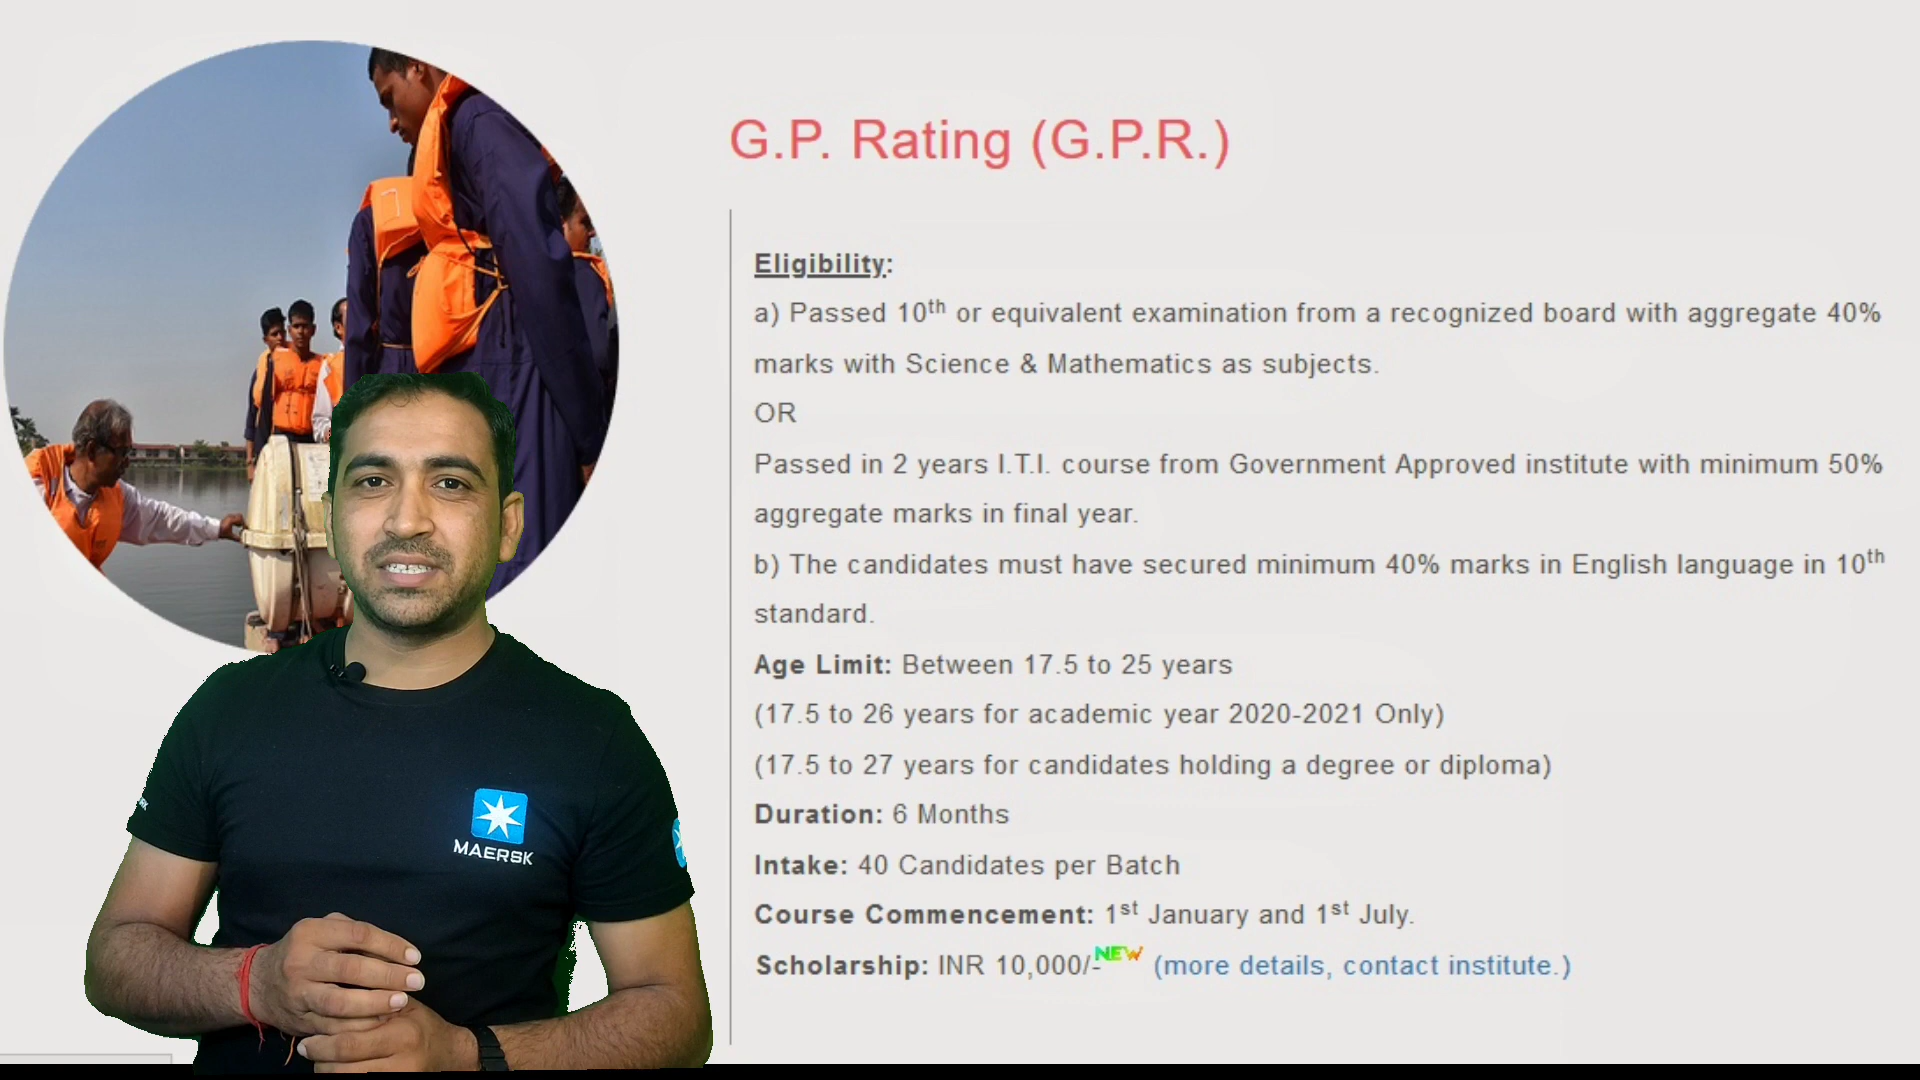 G.P. Rating (G.P.R.)
Eligibility:
a) Passed 10th or equivalent examination from a recognized board with aggregate 40%
marks with Science & Mathematics as subjects.
OR
Passed in 2 years I.T.I. course from Government Approved institute with minimum 50%
aggregate marks in final year.
b) The candidates must have secured minimum 40% marks in English language in 10th
standard.
Age Limit: Between 17.5 to 25 years
(17.5 to 26 years for academic year 2020-2021 Only)
(17.5 to 27 years for candidates holding a degree or diploma)
Duration: 6 Months
Intake: 40 Candidates per Batch
Course Commencement: 1st January and 1st July.
Scholarship: INR 10,000/- NEW (more details, contact institute.)
MAERSK